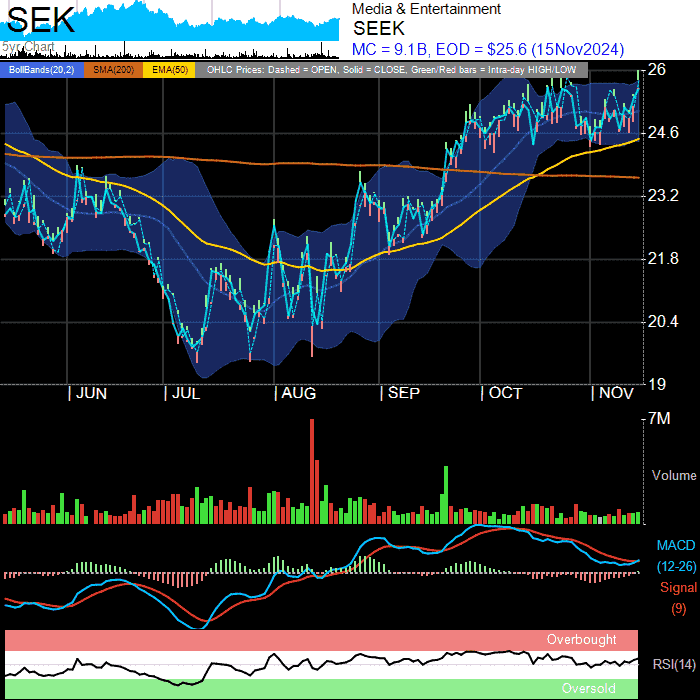 SEK
5yr Chart
Media & Entertainment
SEEK
MC = 9.1B, EOD = $25.6 (15Nov2024)
BollBands(20,2) SMA(200) EMA(50) OHLC Prices: Dashed = OPEN, Solid = CLOSE, Green/Red bars = Intra-day HIGH/LOW
26
24.6
23.2
21.8
20.4
19
JUN JUL AUG SEP OCT NOV
7M
Volume
MACD
(12-26)
Signal
(9)
Overbought
RSI(14)
Oversold